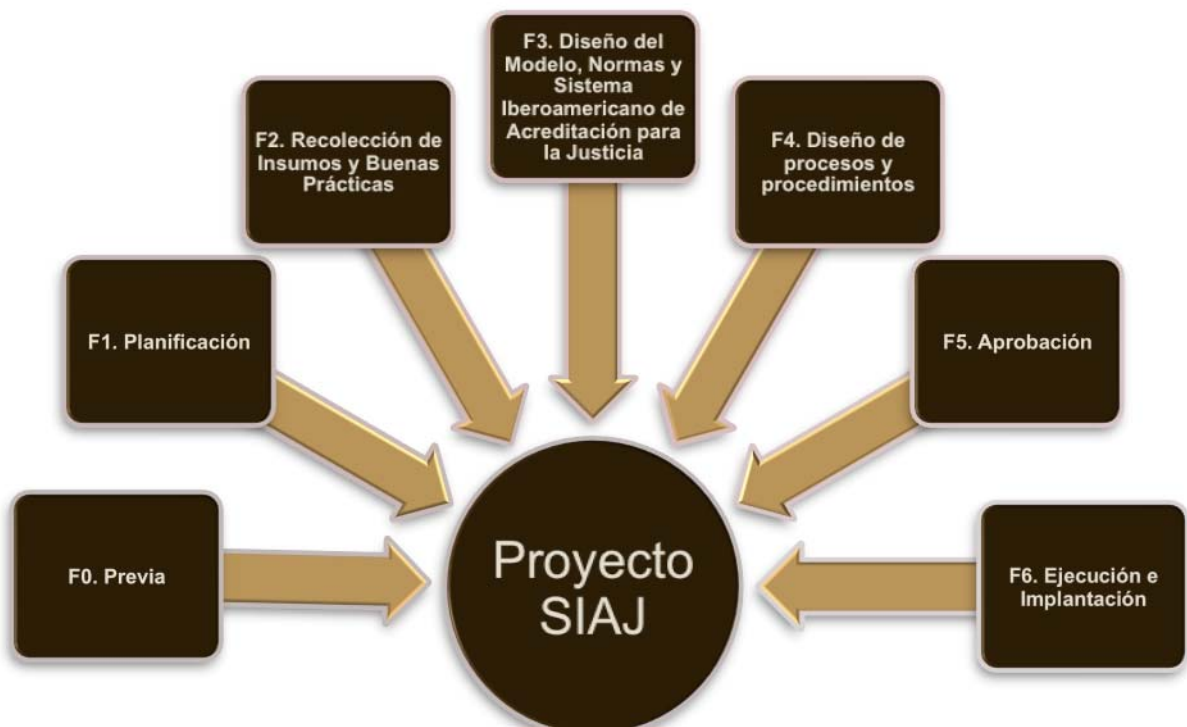 F0. Previa
F1. Planificación
F2. Recolección de
Insumos y Buenas
Prácticas
F3. Diseño del
Modelo, Normas y
Sistema
Iberoamericano de
Acreditación para
la Justicia
F4. Diseño de
procesos y
procedimientos
F5. Aprobación
F6. Ejecución e
Implantación
Proyecto
SIAJ